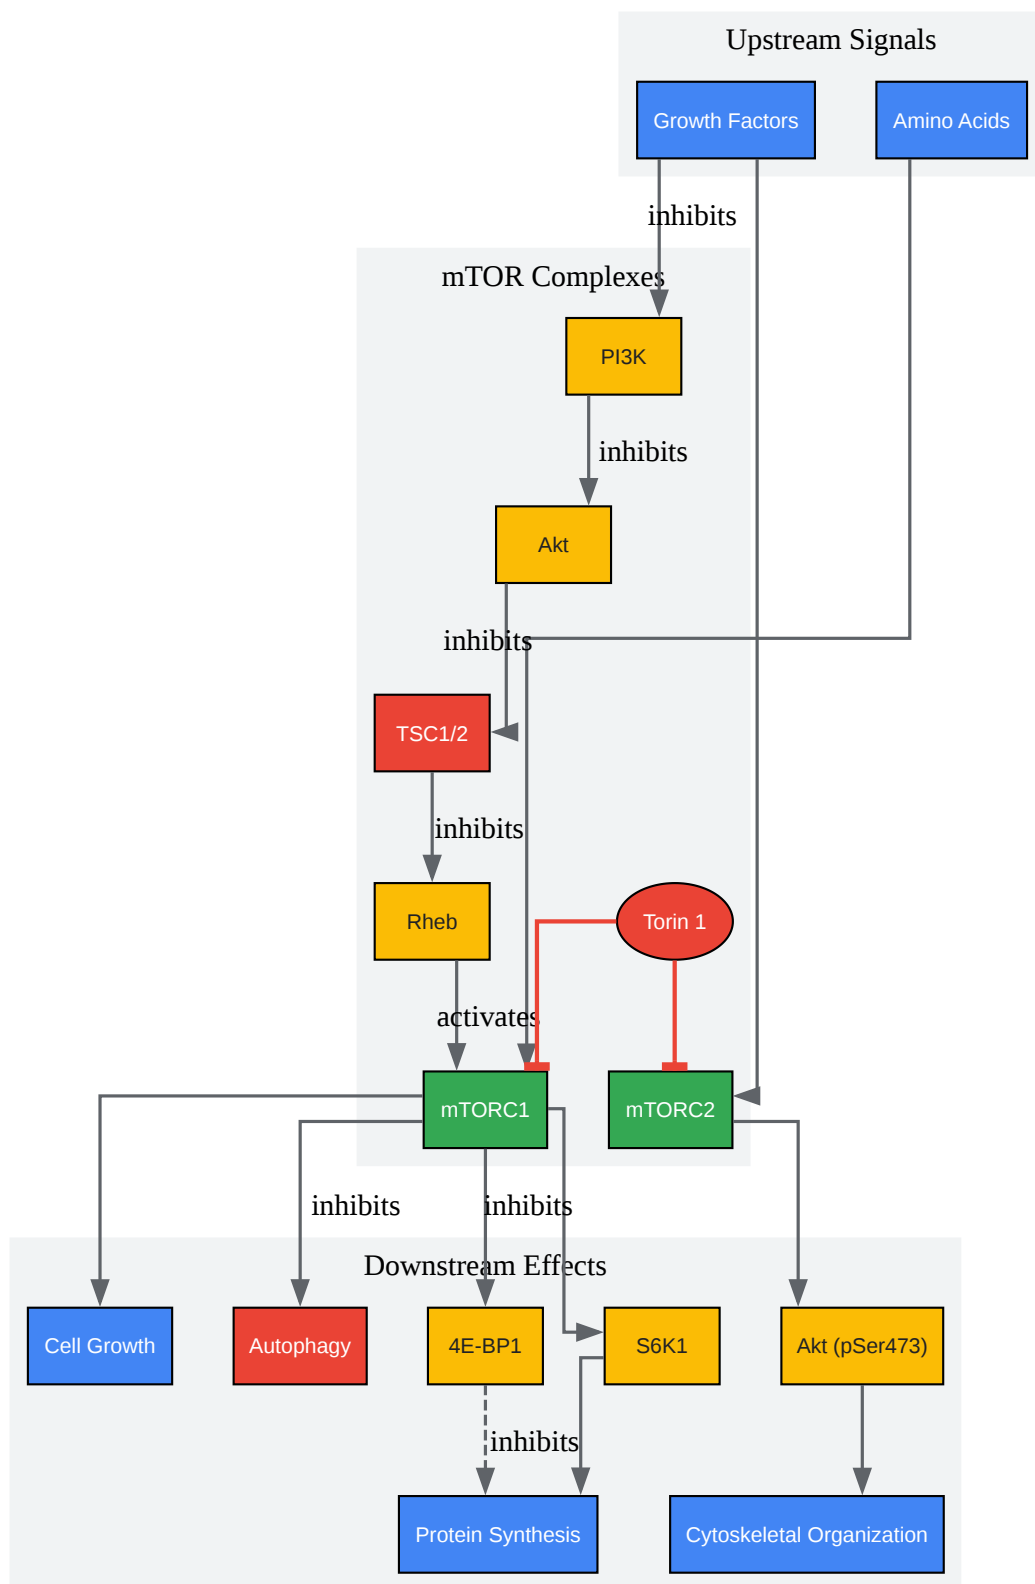 Upstream Signals
Growth Factors
Amino Acids
inhibits
mTOR Complexes
PI3K
inhibits
Akt
inhibits
TSC1/2
inhibits
Rheb
Torin 1
activates
mTORC1
mTORC2
inhibits
inhibits
Downstream Effects
Cell Growth
Autophagy
4E-BP1
S6K1
Akt (pSer473)
inhibits
Protein Synthesis
Cytoskeletal Organization